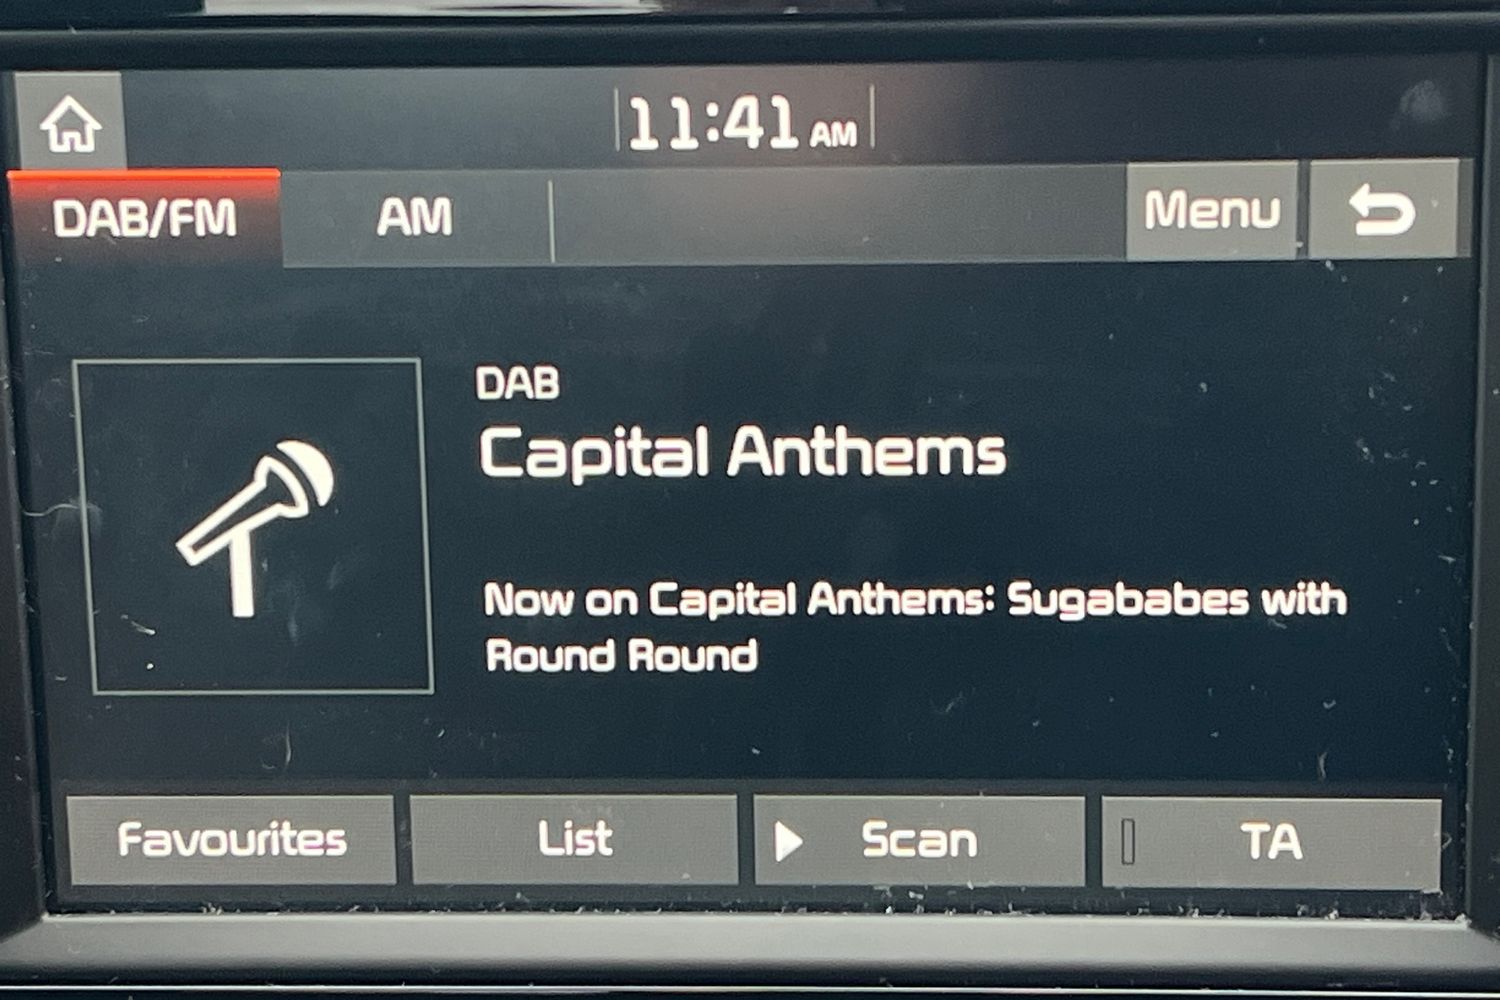 11:41 AM
DAB/FM
AM
Menu
DAB
Capital Anthems
Now on Capital Anthems: Sugababes with
Round Round
Favourites
List
Scan
TA